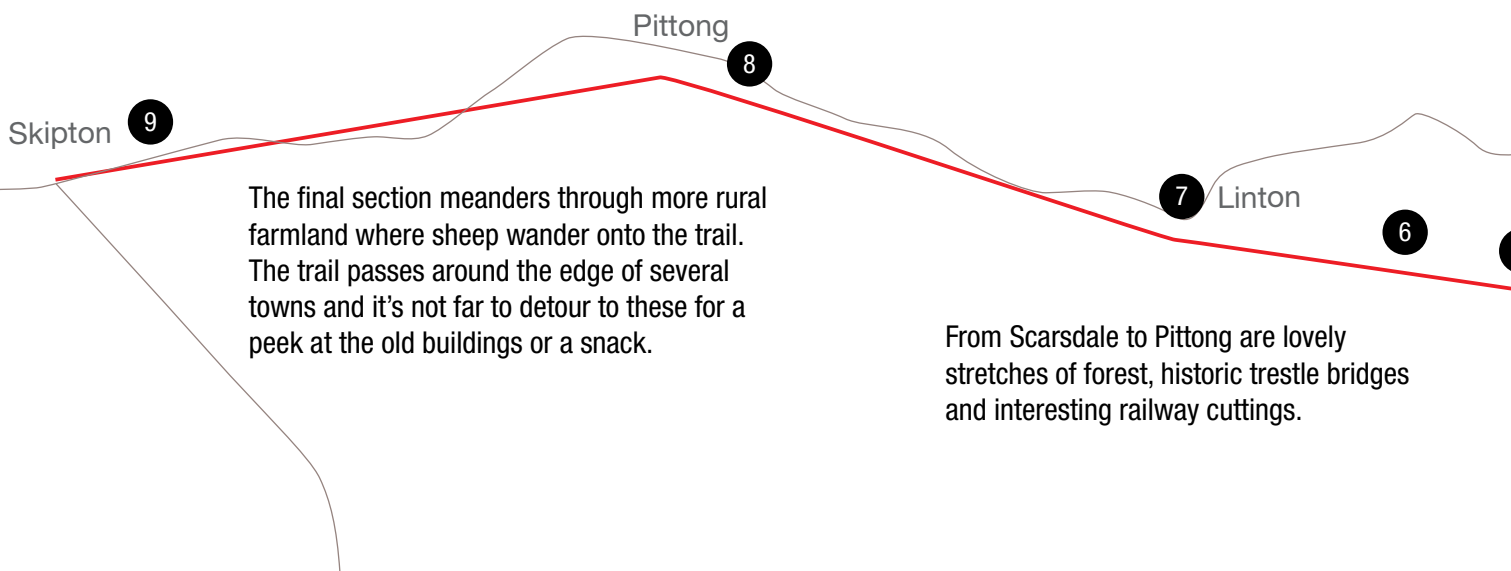 Pittong
8
9
Skipton
The final section meanders through more rural
farmland where sheep wander onto the trail.
The trail passes around the edge of several
towns and it's not far to detour to these for a
peek at the old buildings or a snack.
7
Linton
6
From Scarsdale to Pittong are lovely
stretches of forest, historic trestle bridges
and interesting railway cuttings.